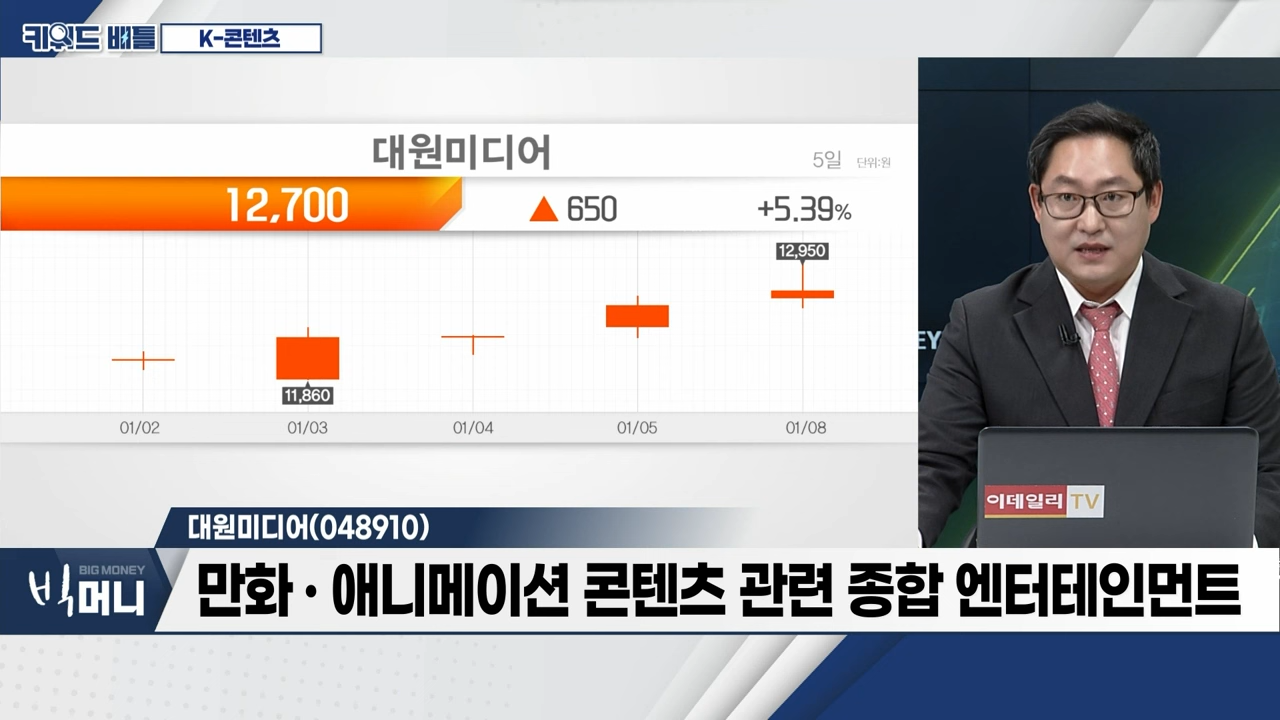 키워드 배틀
K-콘텐츠
대원미디어
5일 단위:원
12,700 ▲ 650 +5.39%
12,950
11,860
01/02 01/03 01/04 01/05 01/08
EY
이데일리 TV
대원미디어(048910)
BIG MONEY
빅머니
만화·애니메이션 콘텐츠 관련 종합 엔터테인먼트